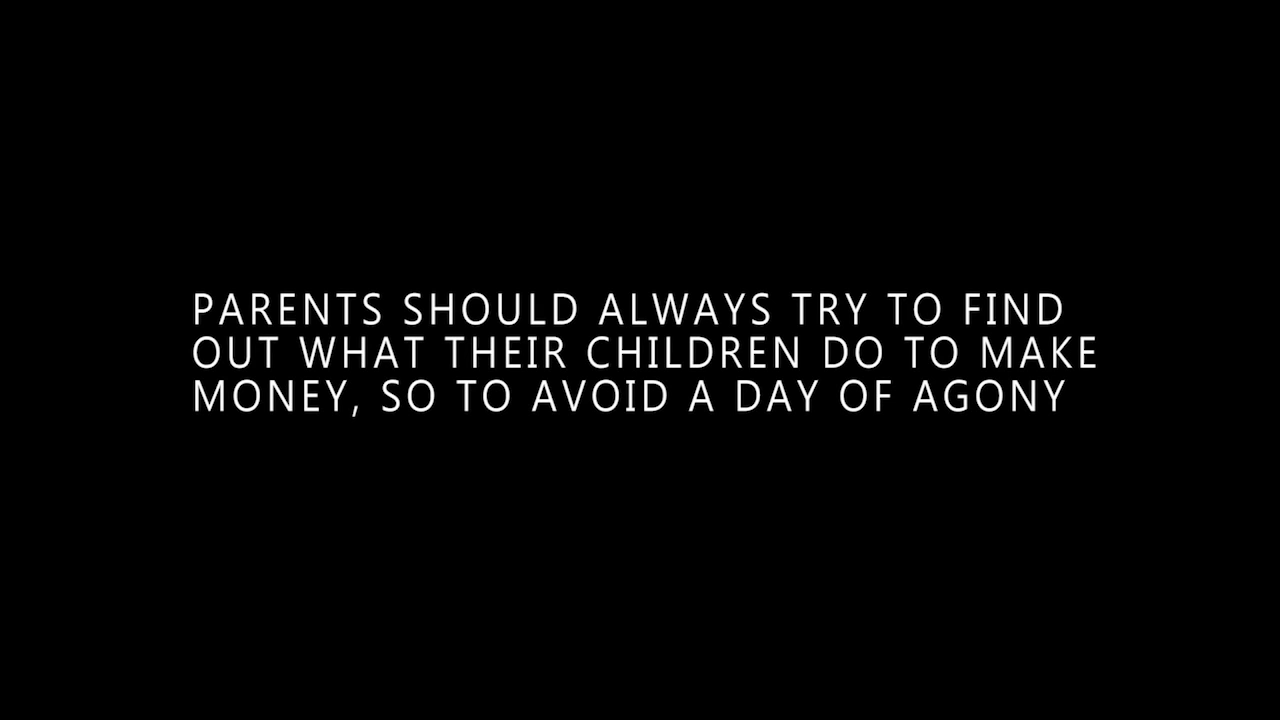 PARENTS SHOULD ALWAYS TRY TO FIND
OUT WHAT THEIR CHILDREN DO TO MAKE
MONEY, SO TO AVOID A DAY OF AGONY